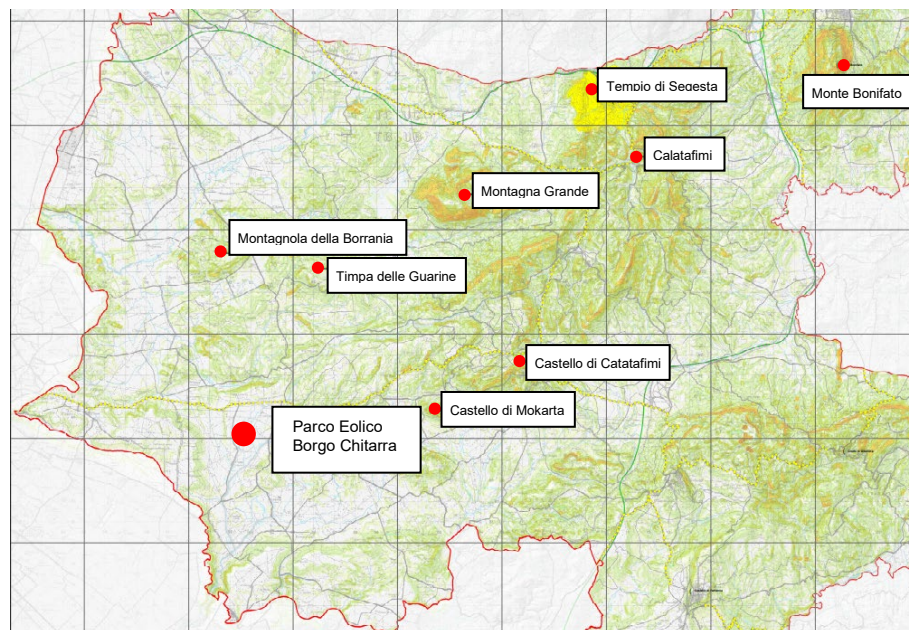 Tempio di Segesta
Monte Bonifato
Calatafimi
Montagna Grande
Montagnola della Borrania
Timpa delle Guarine
Castello di Catatafimi
Castello di Mokarta
Parco Eolico
Borgo Chitarra